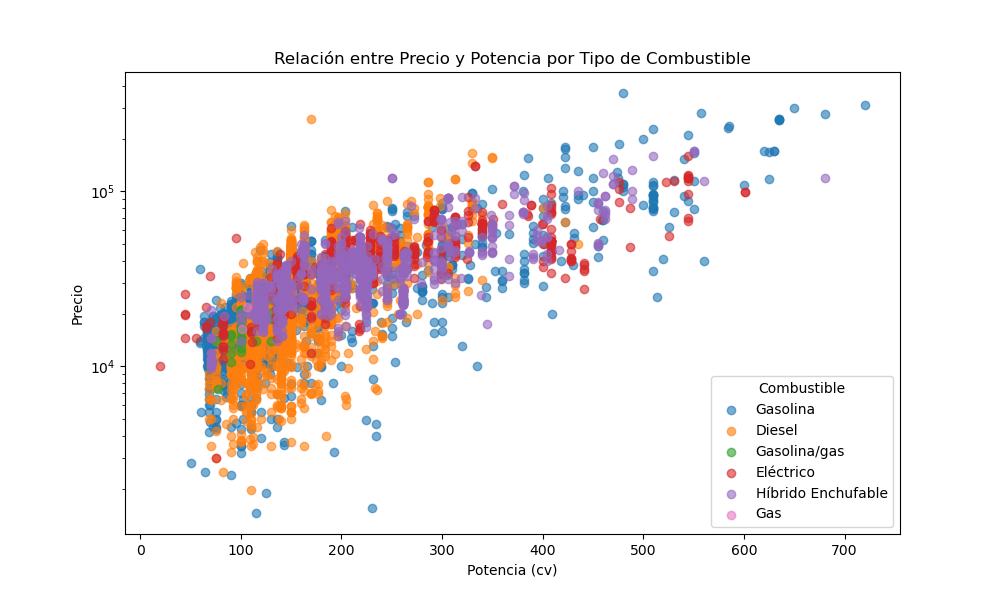 Relación entre Precio y Potencia por Tipo de Combustible
Precio
10^5
10^4
Combustible
Gasolina
Diesel
Gasolina/gas
Eléctrico
Híbrido Enchufable
Gas
0 100 200 300 400 500 600 700
Potencia (cv)